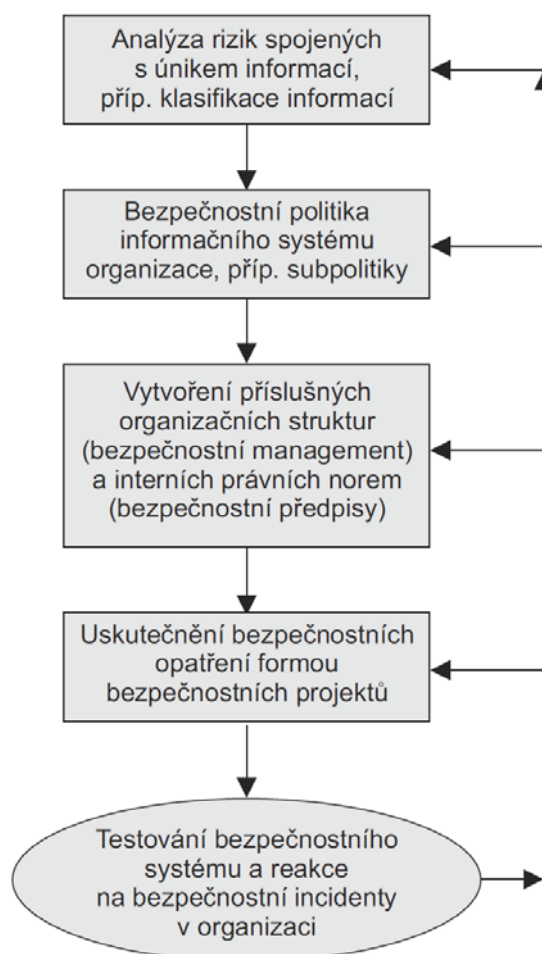 Analýza rizik spojených
s únikem informací,
příp. klasifikace informací
Bezpečnostní politika
informačního systému
organizace, příp. subpolitiky
Vytvoření příslušných
organizačních struktur
(bezpečnostní management)
a interních právních norem
(bezpečnostní předpisy)
Uskutečnění bezpečnostních
opatření formou
bezpečnostních projektů
Testování bezpečnostního
systému a reakce
na bezpečnostní incidenty
v organizaci